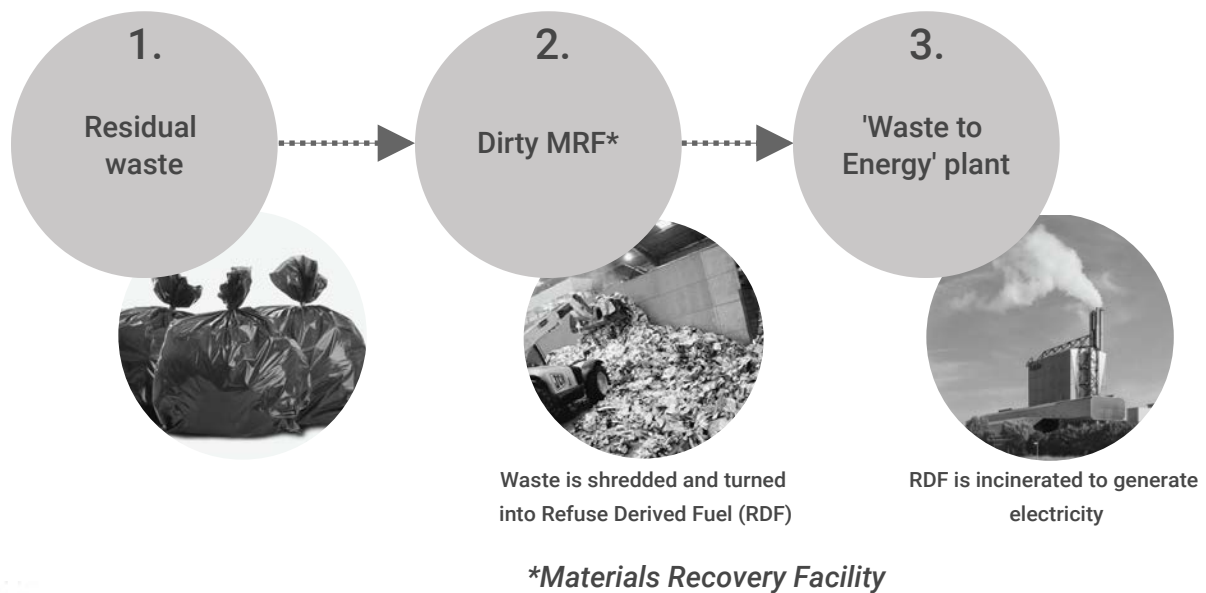 1.
Residual
waste
2.
Dirty MRF*
3.
'Waste to
Energy' plant
Waste is shredded and turned
into Refuse Derived Fuel (RDF)
RDF is incinerated to generate
electricity
*Materials Recovery Facility